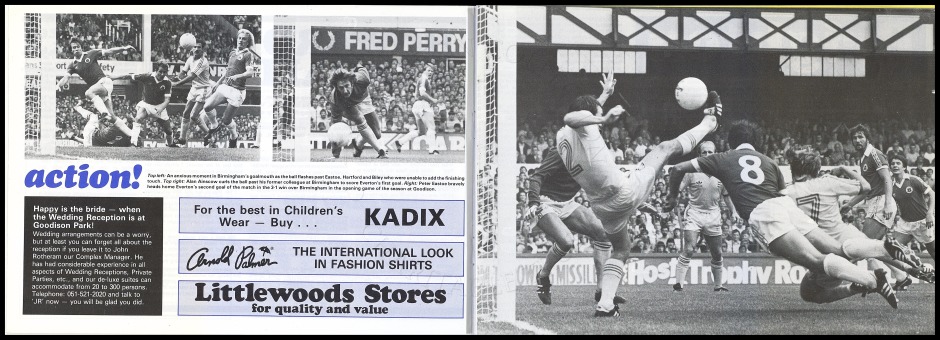 Safety
FRED PERRY
action!
Top left: An anxious moment in Birmingham's goalmouth as the ball flashes past Eastoe, Hartford and Biley who were unable to add the finishing
touch. Top right: Alan Ainscow curls the ball past his former colleague at Birmingham to score Everton's first goal. Right: Peter Eastoe bravely
heads home Everton's second goal of the match in the 3-1 win over Birmingham in the opening game of the season at Goodison.
Happy is the bride — when
the Wedding Reception is at
Goodison Park!
Wedding arrangements can be a worry,
but at least you can forget all about the
reception if you leave it to John
Rotheram our Complex Manager. He
has had considerable experience in all
aspects of Wedding Receptions, Private
Parties, etc., and our de-luxe suites can
accommodate from 20 to 300 persons.
Telephone: 051-521-2020 and talk to
'JR' now — you will be glad you did.
For the best in Children's
Wear — Buy . . .
KADIX
Arnold Palmer
THE INTERNATIONAL LOOK
IN FASHION SHIRTS
Littlewoods Stores
for quality and value
8
MISSIL
Host Trophy Ro